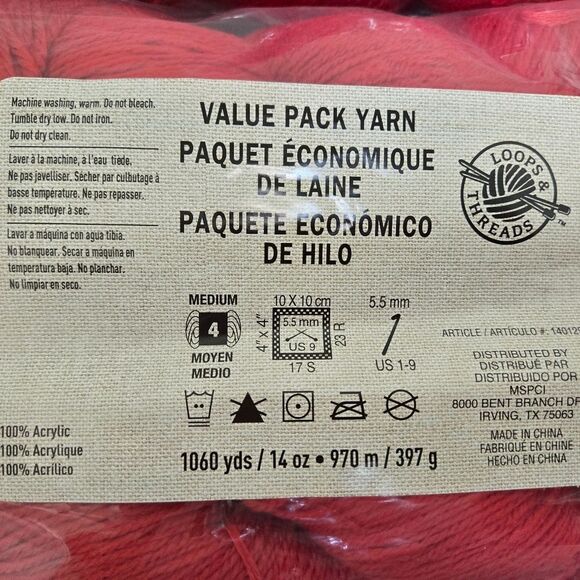 Machine washing, warm. Do not bleach.
Tumble dry low. Do not iron.
Do not dry clean.
Laver à la machine, à l'eau tiède.
Ne pas javelliser. Sécher par culbutage à
basse température. Ne pas repasser.
Ne pas nettoyer à sec.
Lavar a máquina con agua tibia.
No blanquear. Secar a máquina en
temperatura baja. No planchar.
No limpiar en seco.
VALUE PACK YARN
PAQUET ÉCONOMIQUE
DE LAINE
PAQUETE ECONÓMICO
DE HILO
LOOPS &
THREADS
™
MEDIUM
4
MOYEN
MEDIO
10 X 10 cm
4" X 4"
5.5 mm
US 9
23 R
17 S
5.5 mm
1
US 1-9
ARTICLE / ARTÍCULO #:
DISTRIBUTED BY
DISTRIBUÉ PAR
DISTRIBUIDO POR
MSPCI
8000 BENT BRANCH DR
IRVING, TX 75063
MADE IN CHINA
FABRIQUÉ EN CHINE
HECHO EN CHINA
100% Acrylic
100% Acrylique
100% Acrílico
1060 yds / 14 oz • 970 m / 397 g